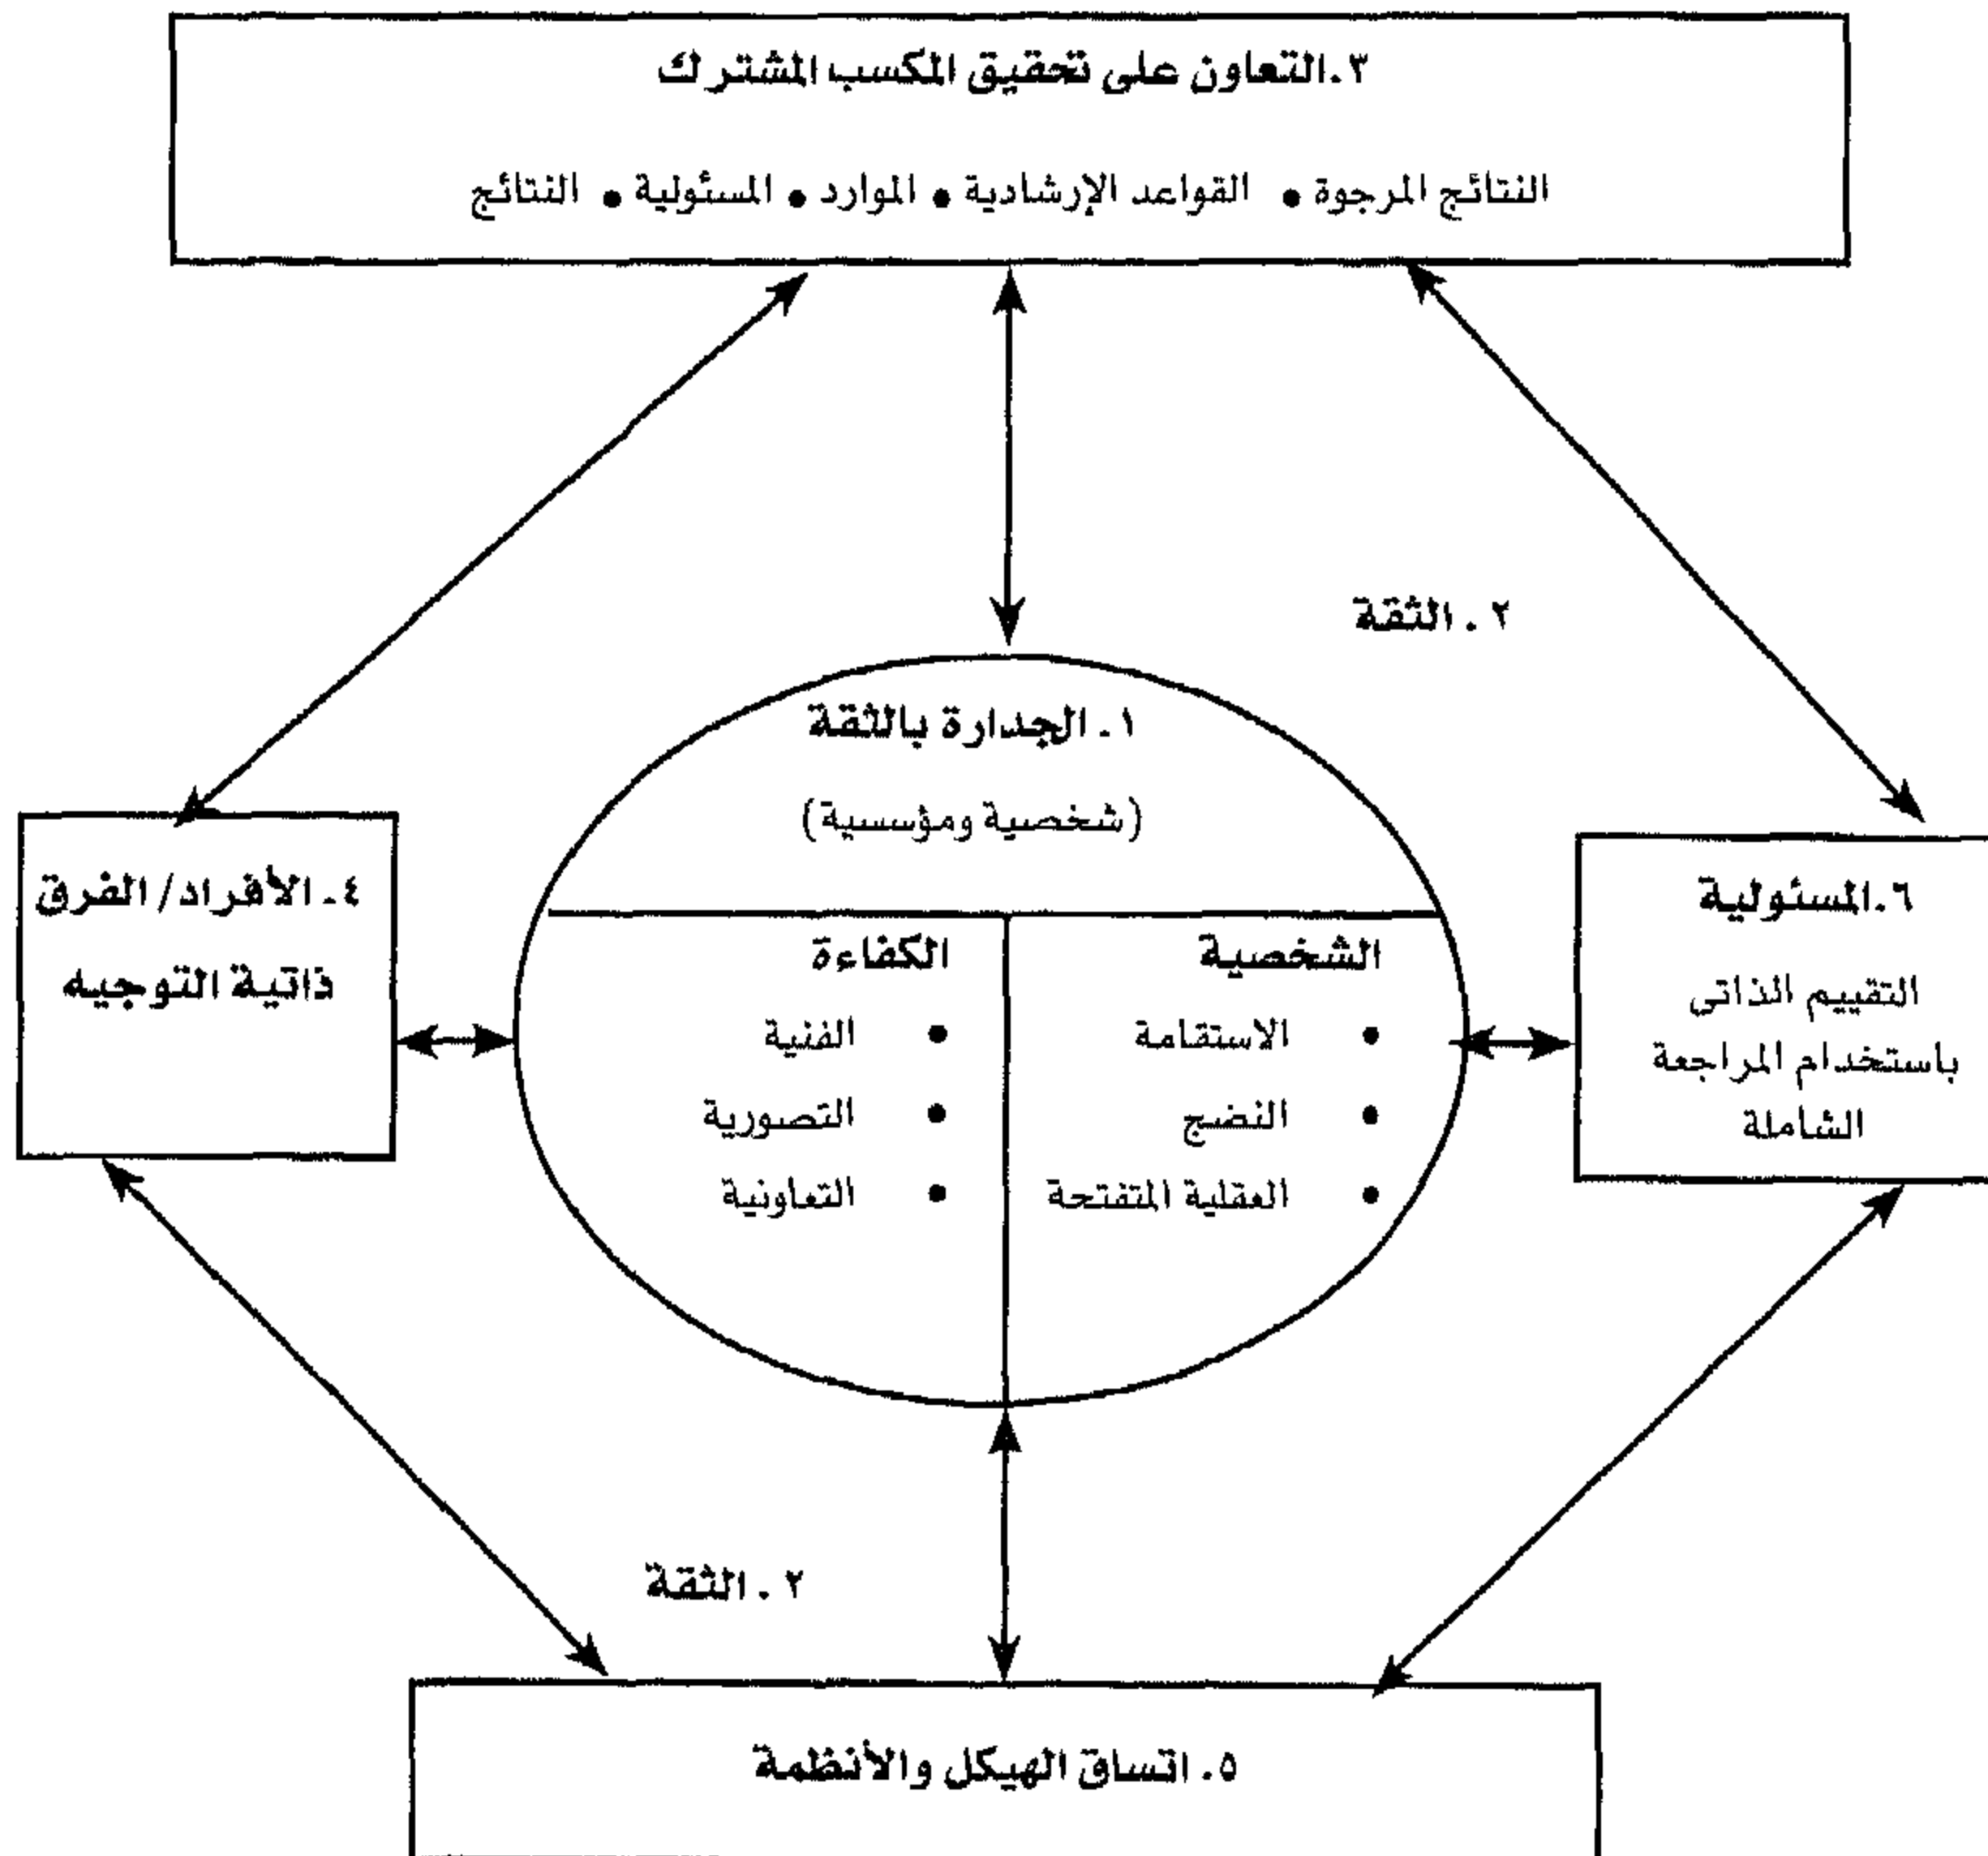 ٣.التعاون على تحقيق المكسب المشترك
النتائج المرجوة • القواعد الإرشادية • الموارد • المسئولية • النتائج
٢. الثقة
١. الجدارة بالثقة
(شخصية ومؤسسية)
٦.المسئولية
التقييم الذاتى
باستخدام المراجعة
الشاملة
الشخصية
• الاستقامة
• النضج
• العقلية المتفتحة
الكفاءة
• الفنية
• التصورية
• التعاونية
٤. الأفراد/ الفرق
ذاتية التوجيه
٢. الثقة
٥. اتساق الهيكل والأنظمة